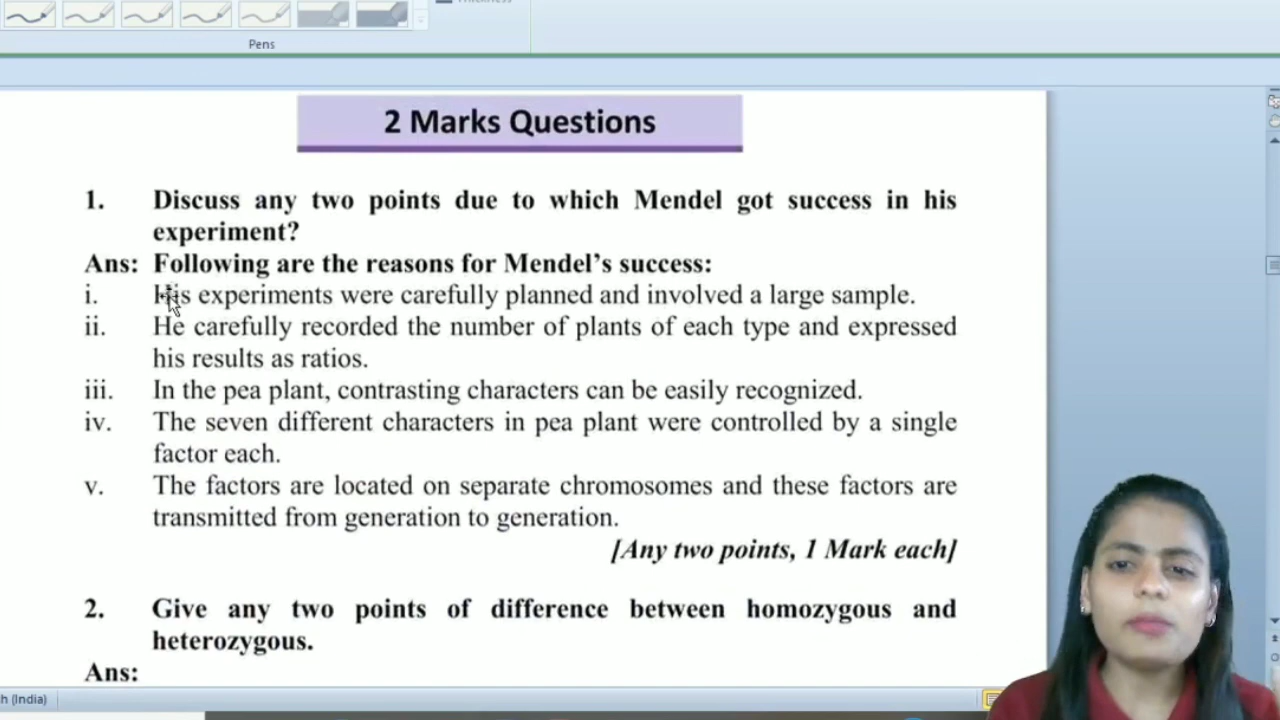 Pens
2 Marks Questions
1. Discuss any two points due to which Mendel got success in his
experiment?
Ans: Following are the reasons for Mendel's success:
i. His experiments were carefully planned and involved a large sample.
ii. He carefully recorded the number of plants of each type and expressed
his results as ratios.
iii. In the pea plant, contrasting characters can be easily recognized.
iv. The seven different characters in pea plant were controlled by a single
factor each.
v. The factors are located on separate chromosomes and these factors are
transmitted from generation to generation.
[Any two points, 1 Mark each]
2. Give any two points of difference between homozygous and
heterozygous.
Ans:
h (India)